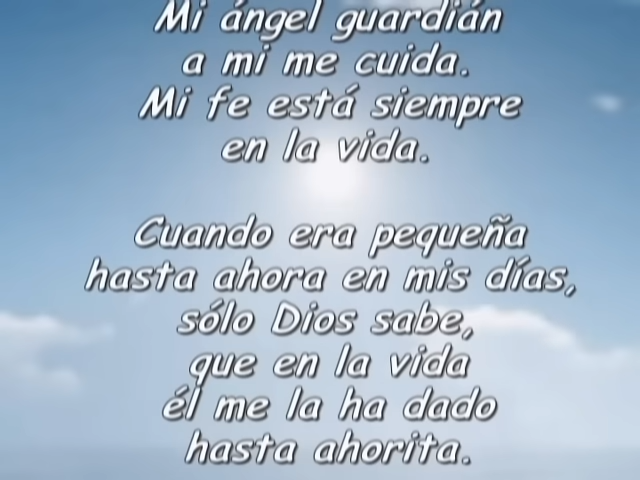 Mi ángel guardián
a mi me cuida.
Mi fe está siempre
en la vida.
Cuando era pequeña
hasta ahora en mis días,
sólo Dios sabe,
que en la vida
él me la ha dado
hasta ahorita.